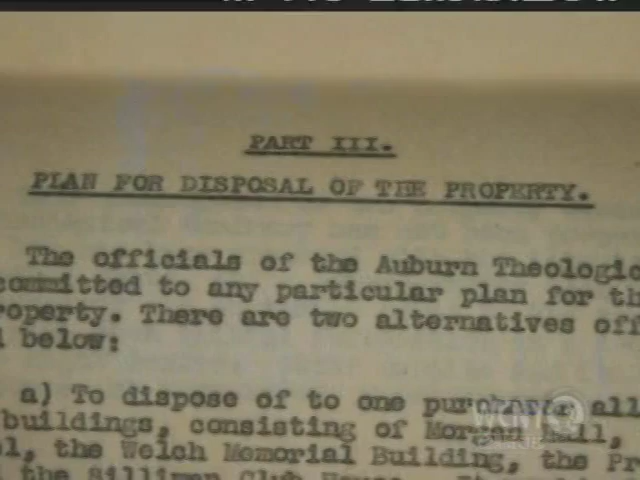 PART III.
PLAN FOR DISPOSAL OF THE PROPERTY.
The officials of the Auburn Theologic
committed to any particular plan for th
roperty. There are two alternatives off
d below:
a) To dispose of to one purchaser all
buildings, consisting of Morgan Hall,
l, the Welch Memorial Building, the Pr
the Silliman Club House.
WCNY